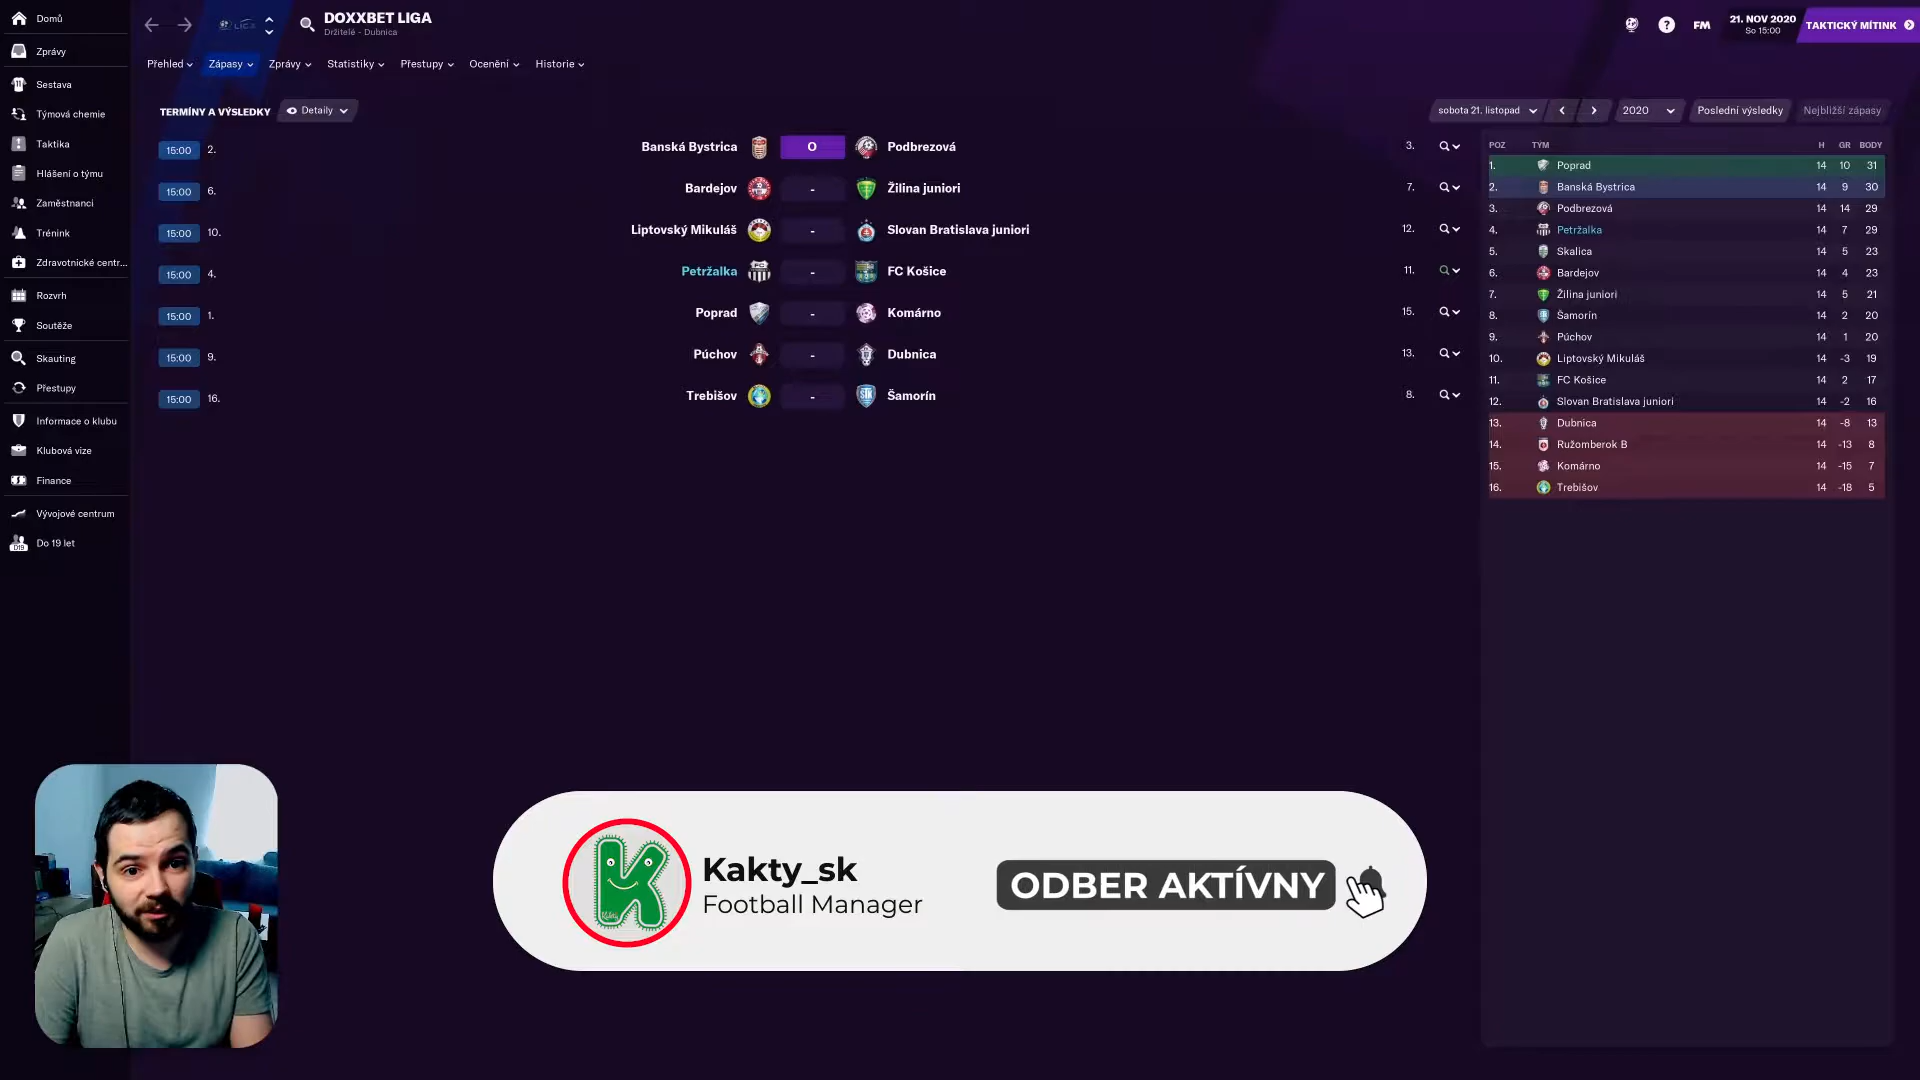 Domů
Zprávy
Sestava
Týmová chemie
Taktika
Hlášení o týmu
Zaměstnanci
Trénink
Zdravotnické centr...
Rozvrh
Soutěže
Skauting
Přestupy
Informace o klubu
Klubová vize
Finance
Vývojové centrum
Do 19 let
DOXXBET LIGA
Držitelé - Dubnica
FM
21. NOV 2020
So 15:00
TAKTICKÝ MÍTINK
Přehled Zápasy Zprávy Statistiky Přestupy Ocenění Historie
TERMÍNY A VÝSLEDKY Detaily
sobota 21. listopad 2020 Poslední výsledky Nejbližší zápasy
15:00 2. Banská Bystrica O Podbrezová 3.
15:00 6. Bardejov - Žilina juniori 7.
15:00 10. Liptovský Mikuláš - Slovan Bratislava juniori 12.
15:00 4. Petržalka - FC Košice 11.
15:00 1. Poprad - Komárno 15.
15:00 9. Púchov - Dubnica 13.
15:00 16. Trebišov - Šamorín 8.
POZ TÝM H GR BODY
1. Poprad 14 10 31
2. Banská Bystrica 14 9 30
3. Podbrezová 14 14 29
4. Petržalka 14 7 29
5. Skalica 14 5 23
6. Bardejov 14 4 23
7. Žilina juniori 14 5 21
8. Šamorín 14 2 20
9. Púchov 14 1 20
10. Liptovský Mikuláš 14 -3 19
11. FC Košice 14 2 17
12. Slovan Bratislava juniori 14 -2 16
13. Dubnica 14 -8 13
14. Ružomberok B 14 -13 8
15. Komárno 14 -15 7
16. Trebišov 14 -18 5
Kakty_sk
Football Manager
ODBER AKTÍVNY